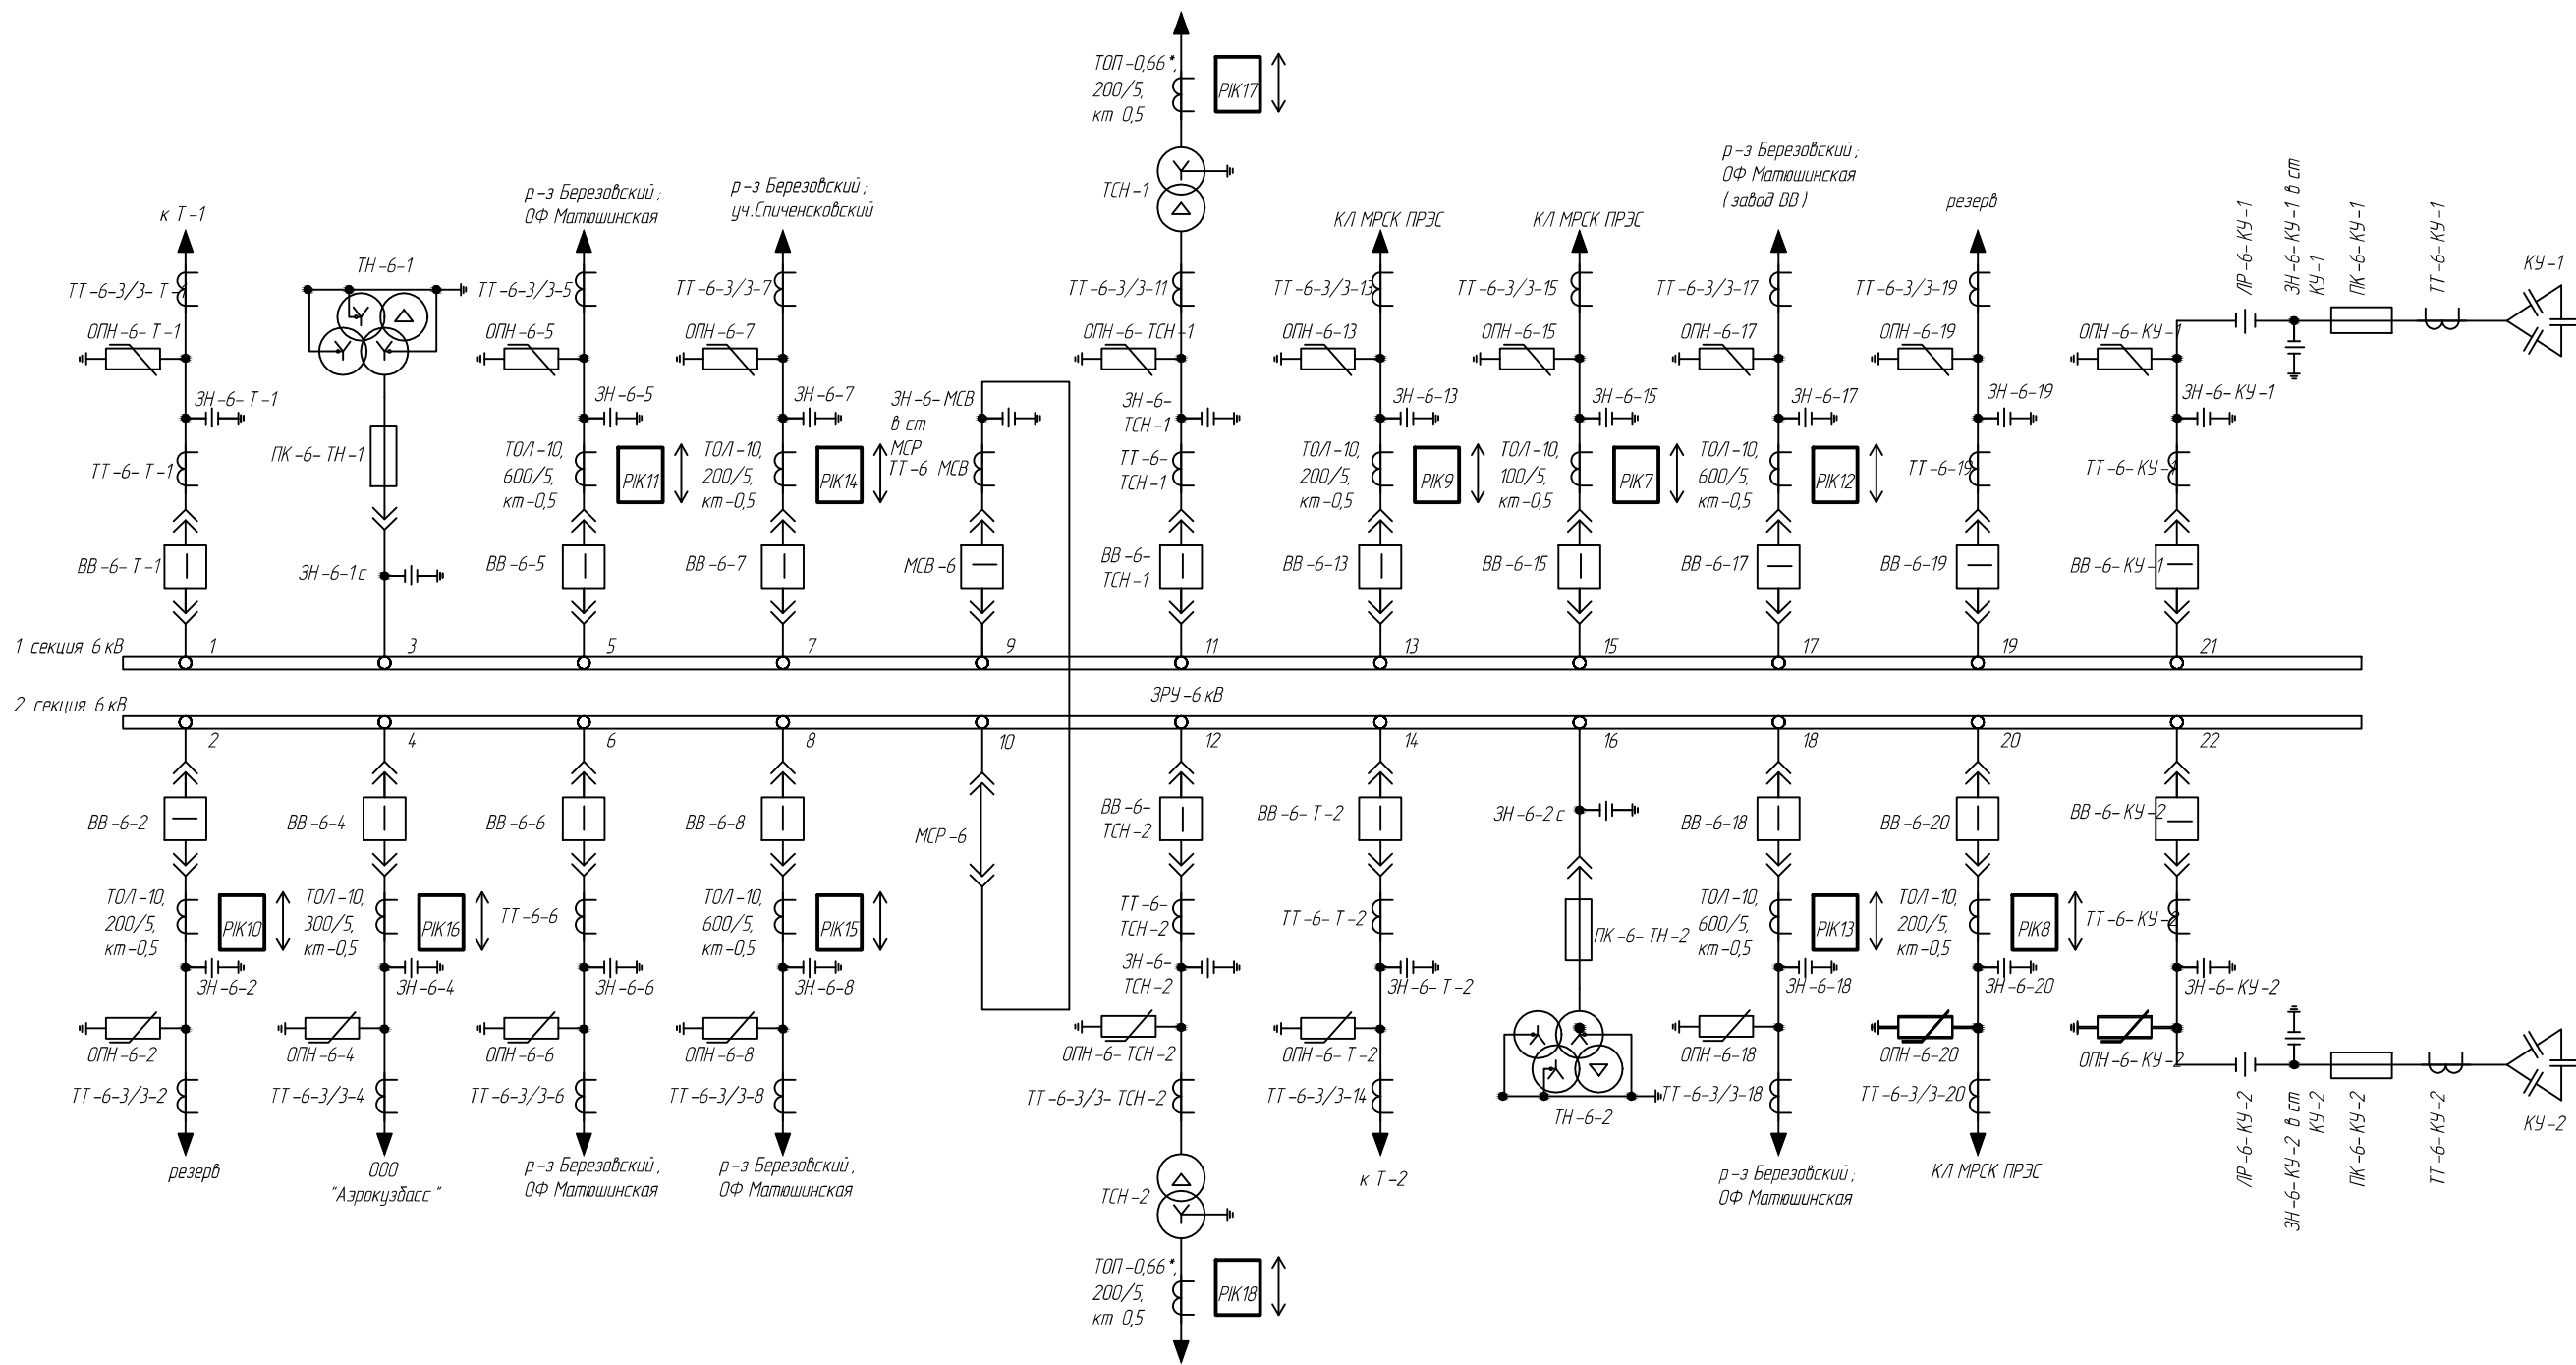 ТОП-0,66*,
200/5,
кт 0,5
PIK17
ТСН-1
к Т-1
р-з Березовский;
ОФ Матюшинская
р-з Березовский;
уч.Спиченсковский
КЛ МРСК ПРЭС
КЛ МРСК ПРЭС
р-з Березовский;
ОФ Матюшинская
(завод ВВ)
резерв
ЛР-6-КУ-1
ЗН-6-КУ-1 в ст
КУ-1
ПК-6-КУ-1
ТТ-6-КУ-1
КУ-1
ТТ-6-3/3-Т-1
ТН-6-1
ТТ-6-3/3-5
ТТ-6-3/3-7
ТТ-6-3/3-11
ТТ-6-3/3-13
ТТ-6-3/3-15
ТТ-6-3/3-17
ТТ-6-3/3-19
ОПН-6-Т-1
ОПН-6-5
ОПН-6-7
ОПН-6-ТСН-1
ОПН-6-13
ОПН-6-15
ОПН-6-17
ОПН-6-19
ОПН-6-КУ-1
ЗН-6-Т-1
ЗН-6-5
ЗН-6-7
ЗН-6-МСВ
в ст
МСР
ЗН-6-
ТСН-1
ЗН-6-13
ЗН-6-15
ЗН-6-17
ЗН-6-19
ЗН-6-КУ-1
ТТ-6-Т-1
ПК-6-ТН-1
ТОЛ-10,
600/5,
кт-0,5
PIK11
ТОЛ-10,
200/5,
кт-0,5
PIK14
ТТ-6 МСВ
ТТ-6-
ТСН-1
ТОЛ-10,
200/5,
кт-0,5
PIK9
ТОЛ-10,
100/5,
кт-0,5
PIK7
ТОЛ-10,
600/5,
кт-0,5
PIK12
ТТ-6-19
ТТ-6-КУ-1
ВВ-6-Т-1
ЗН-6-1с
ВВ-6-5
ВВ-6-7
МСВ-6
ВВ-6-
ТСН-1
ВВ-6-13
ВВ-6-15
ВВ-6-17
ВВ-6-19
ВВ-6-КУ-1
1 секция 6кВ
1
3
5
7
9
11
13
15
17
19
21
ЗРУ-6кВ
2 секция 6кВ
2
4
6
8
10
12
14
16
18
20
22
ВВ-6-2
ВВ-6-4
ВВ-6-6
ВВ-6-8
МСР-6
ВВ-6-
ТСН-2
ВВ-6-Т-2
ЗН-6-2с
ВВ-6-18
ВВ-6-20
ВВ-6-КУ-2
ТОЛ-10,
200/5,
кт-0,5
PIK10
ТОЛ-10,
300/5,
кт-0,5
PIK16
ТТ-6-6
ТОЛ-10,
600/5,
кт-0,5
PIK15
ТТ-6-
ТСН-2
ТТ-6-Т-2
ПК-6-ТН-2
ТОЛ-10,
600/5,
кт-0,5
PIK13
ТОЛ-10,
200/5,
кт-0,5
PIK8
ТТ-6-КУ-2
ЗН-6-2
ЗН-6-4
ЗН-6-6
ЗН-6-8
ЗН-6-
ТСН-2
ЗН-6-Т-2
ЗН-6-18
ЗН-6-20
ЗН-6-КУ-2
ОПН-6-2
ОПН-6-4
ОПН-6-6
ОПН-6-8
ОПН-6-ТСН-2
ОПН-6-Т-2
ОПН-6-18
ОПН-6-20
ОПН-6-КУ-2
ТТ-6-3/3-2
ТТ-6-3/3-4
ТТ-6-3/3-6
ТТ-6-3/3-8
ТТ-6-3/3-ТСН-2
ТТ-6-3/3-14
ТН-6-2
ТТ-6-3/3-18
ТТ-6-3/3-20
ЛР-6-КУ-2
ЗН-6-КУ-2 в ст
КУ-2
ПК-6-КУ-2
ТТ-6-КУ-2
КУ-2
резерв
ООО
"Аэрокузбасс"
р-з Березовский;
ОФ Матюшинская
р-з Березовский;
ОФ Матюшинская
ТСН-2
к Т-2
р-з Березовский;
ОФ Матюшинская
КЛ МРСК ПРЭС
ТОП-0,66*,
200/5,
кт 0,5
PIK18